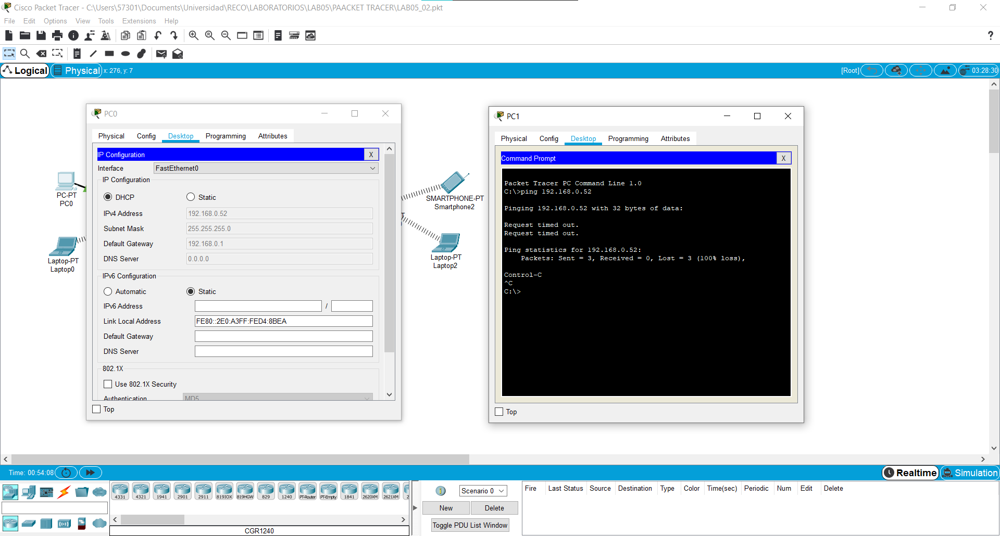 Cisco Packet Tracer - C:\Users\57301\Documents\Universidad\RECO\LABORATORIOS\LAB05\PAACKET TRACER\LAB05_02.pkt
File Edit Options View Tools Extensions Help
?
Logical Physical x: 276, y: 7 [Root] 03:28:30
PC0
Physical Config Desktop Programming Attributes
IP Configuration X
Interface FastEthernet0
IP Configuration
DHCP Static
IPv4 Address 192.168.0.52
Subnet Mask 255.255.255.0
Default Gateway 192.168.0.1
DNS Server 0.0.0.0
IPv6 Configuration
Automatic Static
IPv6 Address /
Link Local Address FE80::2E0:A3FF:FED4:8BEA
Default Gateway
DNS Server
802.1X
Use 802.1X Security
Authentication MD5
Top
PC-PT
PC0
Laptop-PT
Laptop0
SMARTPHONE-PT
Smartphone2
T
Laptop-PT
Laptop2
PC1
Physical Config Desktop Programming Attributes
Command Prompt X
Packet Tracer PC Command Line 1.0
C:\>ping 192.168.0.52
Pinging 192.168.0.52 with 32 bytes of data:
Request timed out.
Request timed out.
Ping statistics for 192.168.0.52:
Packets: Sent = 3, Received = 0, Lost = 3 (100% loss),
Control-C
^C
C:\>
Top
Time: 00:54:08 Realtime Simulation
4331 4321 1941 2901 2911 819IOX 819HGW 829 1240 PT-Router PT-Empty 1841 2620XM 2621XM 2
CGR1240
1 Scenario 0
New Delete
Toggle PDU List Window
Fire Last Status Source Destination Type Color Time(sec) Periodic Num Edit Delete